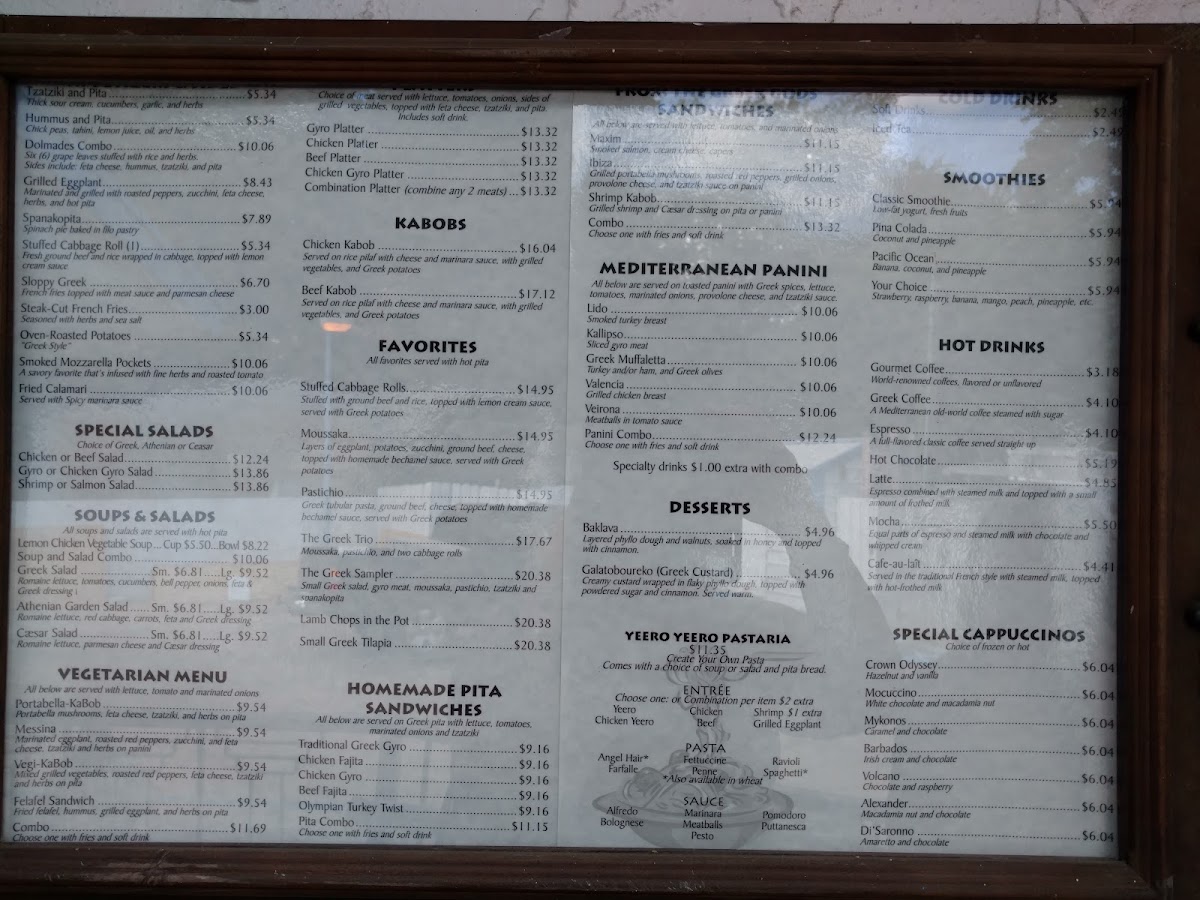 Tzatziki and Pita $5.34
Thick sour cream, cucumbers, garlic, and herbs
Hummus and Pita $5.34
Chick peas, tahini, lemon juice, oil, and herbs
Dolmades Combo $10.06
Six (6) grape leaves stuffed with rice and herbs.
Sides include: feta cheese, hummus, tzatziki, and pita
Grilled Eggplant $8.43
Marinated and grilled with roasted peppers, zucchini, feta cheese,
herbs, and hot pita
Spanakopita $7.89
Spinach pie baked in filo pastry
Stuffed Cabbage Roll (1) $5.34
Fresh ground beef and rice wrapped in cabbage, topped with lemon
cream sauce
Sloppy Greek $6.70
French fries topped with meat sauce and parmesan cheese
Steak-Cut French Fries $3.00
Seasoned with herbs and sea salt
Oven-Roasted Potatoes $5.34
"Greek Style"
Smoked Mozzarella Pockets $10.06
A savory favorite that's infused with fine herbs and roasted tomato
Fried Calamari $10.06
Served with Spicy marinara sauce
SPECIAL SALADS
Choice of Greek, Athenian or Ceasar
Chicken or Beef Salad $12.24
Gyro or Chicken Gyro Salad $13.86
Shrimp or Salmon Salad $13.86
SOUPS & SALADS
All soups and salads are served with hot pita
Lemon Chicken Vegetable Soup... Cup $5.50...Bowl $8.22
Soup and Salad Combo $10.06
Greek Salad Sm. $6.81.....Lg. $9.52
Romaine lettuce, tomatoes, cucumbers, bell pepper, onions, feta &
Greek dressing
Athenian Garden Salad Sm. $6.81.....Lg. $9.52
Romaine lettuce, red cabbage, carrots, feta and Greek dressing
Cæsar Salad Sm. $6.81.....Lg. $9.52
Romaine lettuce, parmesan cheese and Cæsar dressing
VEGETARIAN MENU
All below are served with lettuce, tomato and marinated onions
Portabella-KaBob $9.54
Portabella mushrooms, feta cheese, tzatziki, and herbs on pita
Messina $9.54
Marinated eggplant, roasted red peppers, zucchini, and feta
cheese, tzatziki and herbs on panini
Vegi-KaBob $9.54
Mixed grilled vegetables, roasted red peppers, feta cheese, tzatziki
and herbs on pita
Felafel Sandwich $9.54
Fried felafel, hummus, grilled eggplant, and herbs on pita
Combo $11.69
Choose one with fries and soft drink
PLATTERS
Choice of meat served with lettuce, tomatoes, onions, sides of
grilled vegetables, topped with feta cheese, tzatziki, and pita
Includes soft drink.
Gyro Platter $13.32
Chicken Platter $13.32
Beef Platter $13.32
Chicken Gyro Platter $13.32
Combination Platter (combine any 2 meats) ... $13.32
KABOBS
Chicken Kabob $16.04
Served on rice pilaf with cheese and marinara sauce, with grilled
vegetables, and Greek potatoes
Beef Kabob $17.12
Served on rice pilaf with cheese and marinara sauce, with grilled
vegetables, and Greek potatoes
FAVORITES
All favorites served with hot pita
Stuffed Cabbage Rolls $14.95
Stuffed with ground beef and rice, topped with lemon cream sauce,
served with Greek potatoes
Moussaka $14.95
Layers of eggplant, potatoes, zucchini, ground beef, cheese,
topped with homemade bechamel sauce, served with Greek
potatoes
Pastichio $14.95
Greek tubular pasta, ground beef, cheese, topped with homemade
bechamel sauce, served with Greek potatoes
The Greek Trio $17.67
Moussaka, pastichio, and two cabbage rolls
The Greek Sampler $20.38
Small Greek salad, gyro meat, moussaka, pastichio, tzatziki and
spanakopita
Lamb Chops in the Pot $20.38
Small Greek Tilapia $20.38
HOMEMADE PITA
SANDWICHES
All below are served on Greek pita with lettuce, tomatoes,
marinated onions and tzatziki
Traditional Greek Gyro $9.16
Chicken Fajita $9.16
Chicken Gyro $9.16
Beef Fajita $9.16
Olympian Turkey Twist $9.16
Pita Combo $11.15
Choose one with fries and soft drink
FROM THE GREEK GODS
SANDWICHES
All below are served with lettuce, tomatoes, and marinated onions
Maxim $11.15
Smoked salmon, cream cheese, capers
Ibiza $11.15
Grilled portabella mushrooms, roasted red peppers, grilled onions,
provolone cheese, and tzatziki sauce on panini
Shrimp Kabob $11.15
Grilled shrimp and Cæsar dressing on pita or panini
Combo $13.32
Choose one with fries and soft drink
MEDITERRANEAN PANINI
All below are served on toasted panini with Greek spices, lettuce,
tomatoes, marinated onions, provolone cheese, and tzatziki sauce.
Lido $10.06
Smoked turkey breast
Kallipso $10.06
Sliced gyro meat
Greek Muffaletta $10.06
Turkey and/or ham, and Greek olives
Valencia $10.06
Grilled chicken breast
Veirona $10.06
Meatballs in tomato sauce
Panini Combo $12.24
Choose one with fries and soft drink
Specialty drinks $1.00 extra with combo
DESSERTS
Baklava $4.96
Layered phyllo dough and walnuts, soaked in honey and topped
with cinnamon.
Galatoboureko (Greek Custard) $4.96
Creamy custard wrapped in flaky phyllo dough, topped with
powdered sugar and cinnamon. Served warm.
YEERO YEERO PASTARIA
$11.35
Create Your Own Pasta
Comes with a choice of soup or salad and pita bread.
ENTRÉE
Choose one: or Combination per item $2 extra
Yeero Chicken Shrimp $1 extra
Chicken Yeero Beef Grilled Eggplant
PASTA
Angel Hair* Fettuccine Ravioli
Farfalle Penne Spaghetti*
*Also available in wheat
SAUCE
Alfredo Marinara Pomodoro
Bolognese Meatballs Puttanesca
Pesto
COLD DRINKS
Soft Drinks $2.49
Iced Tea $2.49
SMOOTHIES
Classic Smoothie $5.94
Low-fat yogurt, fresh fruits
Pina Colada $5.94
Coconut and pineapple
Pacific Ocean $5.94
Banana, coconut, and pineapple
Your Choice $5.94
Strawberry, raspberry, banana, mango, peach, pineapple, etc.
HOT DRINKS
Gourmet Coffee $3.18
World-renowned coffees, flavored or unflavored
Greek Coffee $4.10
A Mediterranean old-world coffee steamed with sugar
Espresso $4.10
A full-flavored classic coffee served straight up
Hot Chocolate $5.19
Latte $4.85
Espresso combined with steamed milk and topped with a small
amount of frothed milk
Mocha $5.50
Equal parts of espresso and steamed milk with chocolate and
whipped cream
Cafe-au-laît $4.41
Served in the traditional French style with steamed milk, topped
with hot-frothed milk
SPECIAL CAPPUCCINOS
Choice of frozen or hot
Crown Odyssey $6.04
Hazelnut and vanilla
Mocuccino $6.04
White chocolate and macadamia nut
Mykonos $6.04
Caramel and chocolate
Barbados $6.04
Irish cream and chocolate
Volcano $6.04
Chocolate and raspberry
Alexander $6.04
Macadamia nut and chocolate
Di'Saronno $6.04
Amaretto and chocolate